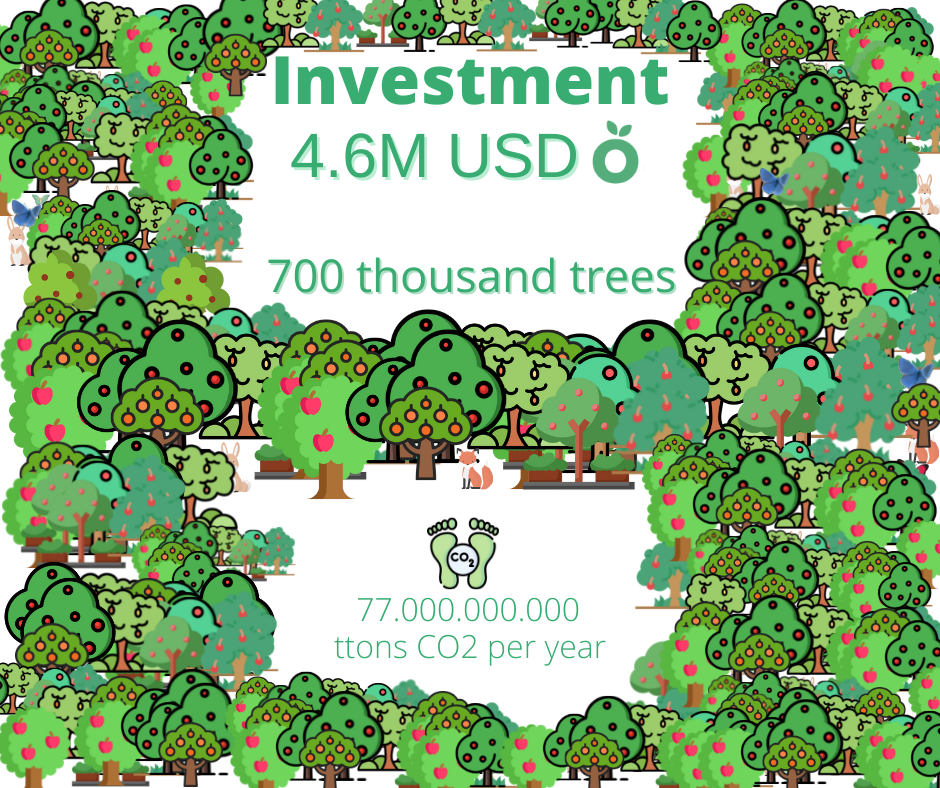 Investment
4.6M USD
700 thousand trees
CO2
77.000.000.000
ttons CO2 per year